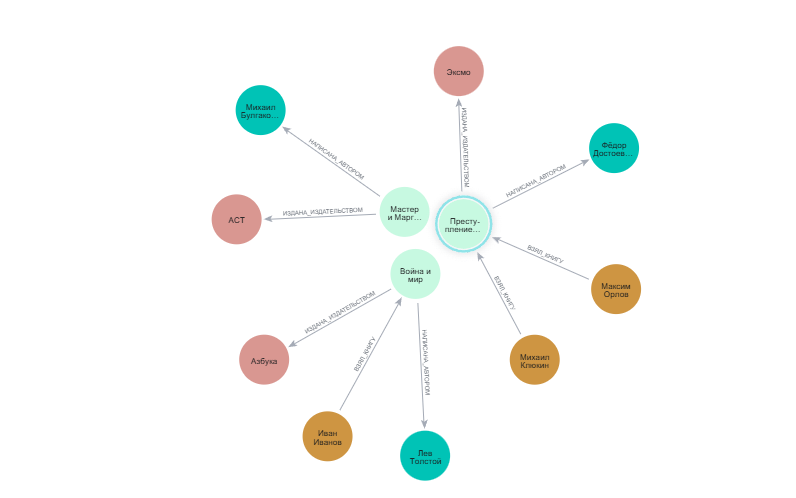 Эксмо
Михаил
Булгако…
НАПИСАНА_АВТОРОМ
ИЗДАНА_ИЗДАТЕЛЬСТВОМ
Фёдор
Достоев…
НАПИСАНА_АВТОРОМ
АСТ
ИЗДАНА_ИЗДАТЕЛЬСТВОМ
Мастер
и Марг…
Престу-
пление…
ВЗЯЛ_КНИГУ
Война и
мир
Максим
Орлов
ВЗЯЛ_КНИГУ
ИЗДАНА_ИЗДАТЕЛЬСТВОМ
Азбука
ВЗЯЛ_КНИГУ
НАПИСАНА_АВТОРОМ
Михаил
Клюкин
Иван
Иванов
Лев
Толстой